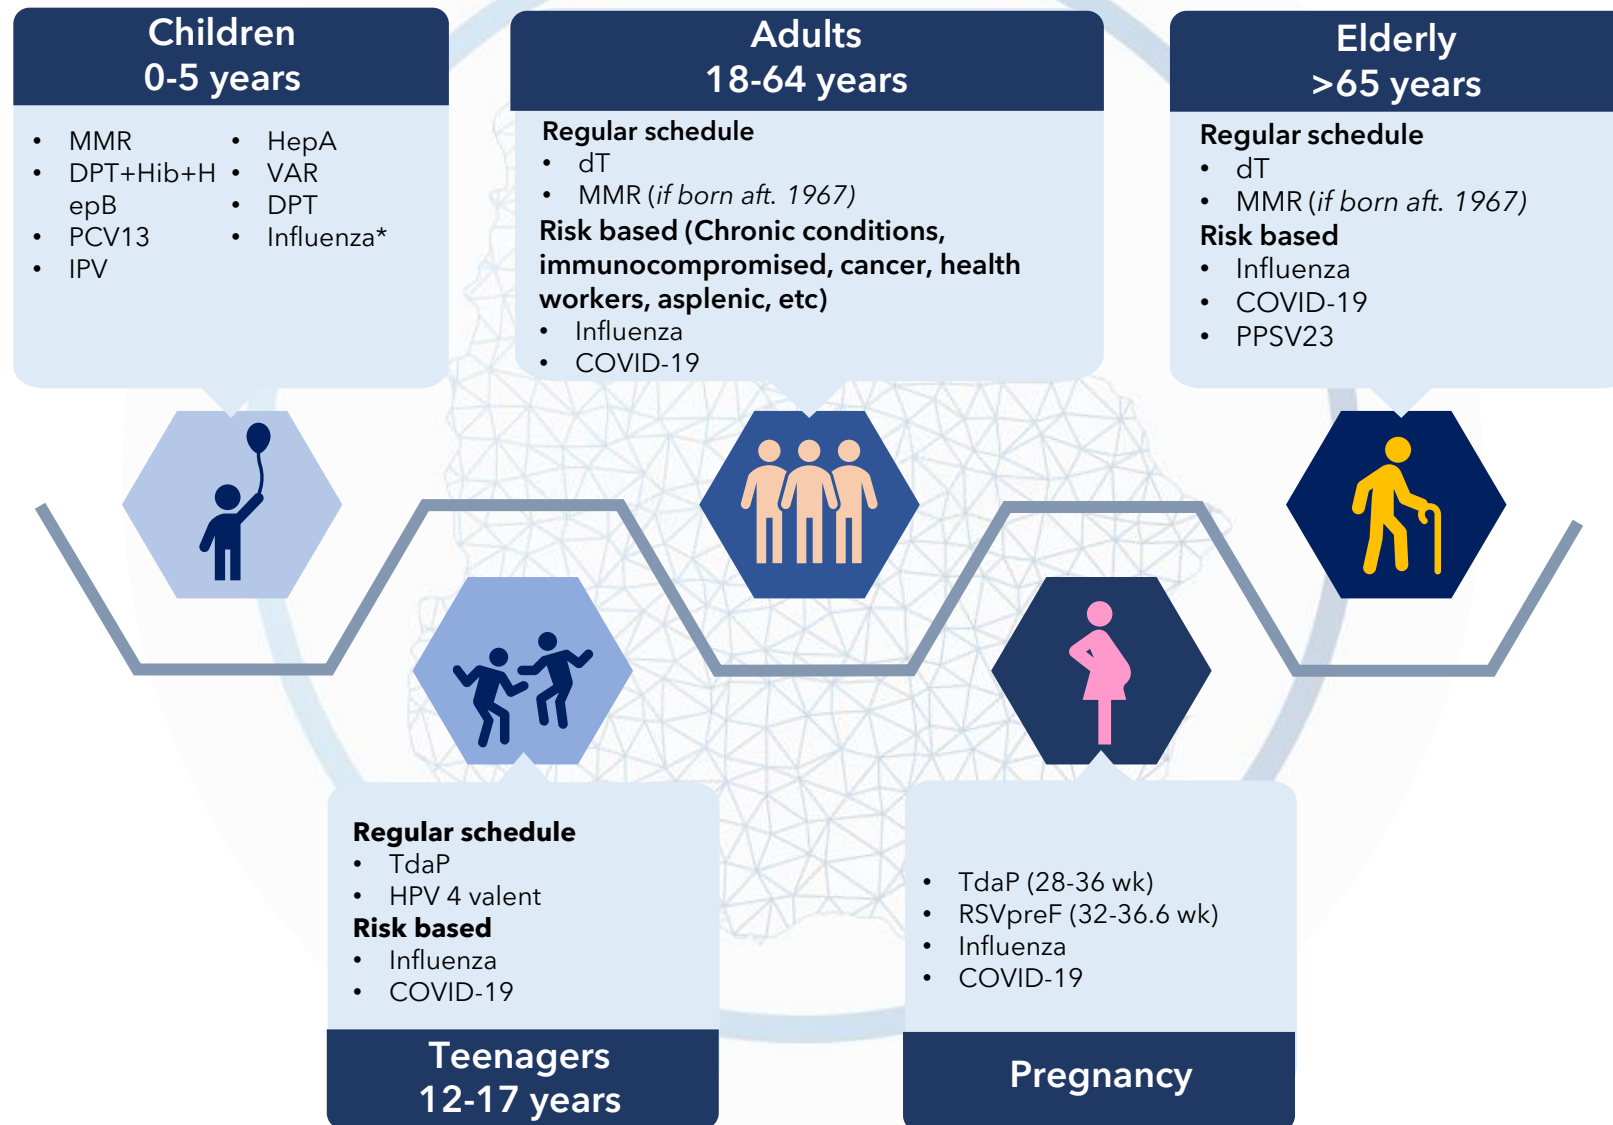 Children
0-5 years
• MMR
• DPT+Hib+H
epB
• PCV13
• IPV
• HepA
• VAR
• DPT
• Influenza*
Adults
18-64 years
Regular schedule
• dT
• MMR (if born aft. 1967)
Risk based (Chronic conditions,
immunocompromised, cancer, health
workers, asplenic, etc)
• Influenza
• COVID-19
Elderly
>65 years
Regular schedule
• dT
• MMR (if born aft. 1967)
Risk based
• Influenza
• COVID-19
• PPSV23
Regular schedule
• TdaP
• HPV 4 valent
Risk based
• Influenza
• COVID-19
Teenagers
12-17 years
• TdaP (28-36 wk)
• RSVpreF (32-36.6 wk)
• Influenza
• COVID-19
Pregnancy